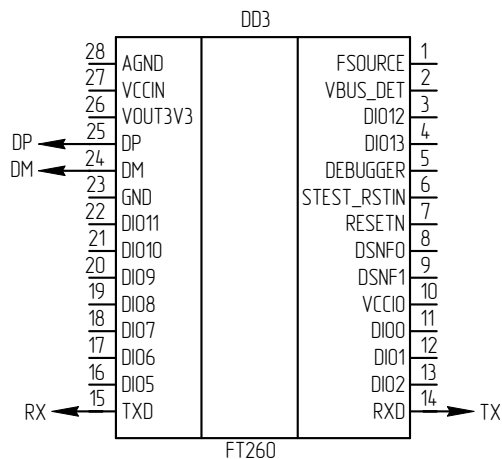 DD3
28 AGND FSOURCE 1
27 VCCIN VBUS_DET 2
26 VOUT3V3 DIO12 3
DP 25 DP DIO13 4
DM 24 DM DEBUGGER 5
23 GND STEST_RSTIN 6
22 DIO11 RESETN 7
21 DIO10 DSNF0 8
20 DIO9 DSNF1 9
19 DIO8 VCCIO 10
18 DIO7 DIO0 11
17 DIO6 DIO1 12
16 DIO5 DIO2 13
RX 15 TXD RXD 14 TX
FT260